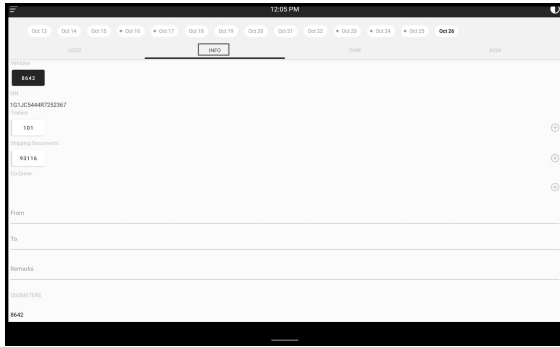 12:05 PM
Oct 13 Oct 14 Oct 15 Oct 16 Oct 17 Oct 18 Oct 19 Oct 20 Oct 21 Oct 22 Oct 23 Oct 24 Oct 25 Oct 26
LOGS INFO DVIR SIGN
Vehicles
8642
VIN
1G1JC5444R7252367
Trailers
101
Shipping Documents
93116
Co-Driver
From
To
Remarks
ODOMETERS
8642